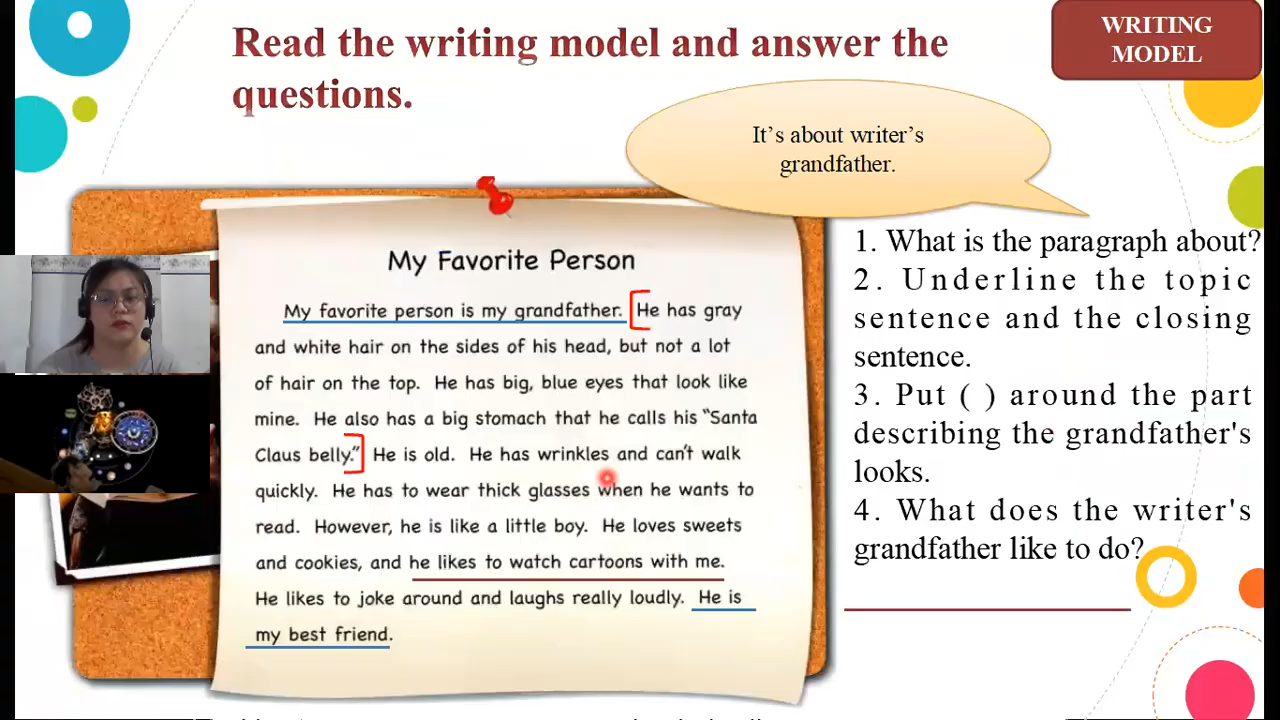 Read the writing model and answer the
questions.
WRITING
MODEL
It's about writer's
grandfather.
My Favorite Person
My favorite person is my grandfather. He has gray
and white hair on the sides of his head, but not a lot
of hair on the top. He has big, blue eyes that look like
mine. He also has a big stomach that he calls his “Santa
Claus belly.” He is old. He has wrinkles and can't walk
quickly. He has to wear thick glasses when he wants to
read. However, he is like a little boy. He loves sweets
and cookies, and he likes to watch cartoons with me.
He likes to joke around and laughs really loudly. He is
my best friend.
1. What is the paragraph about?
2. Underline the topic
sentence and the closing
sentence.
3. Put ( ) around the part
describing the grandfather's
looks.
4. What does the writer's
grandfather like to do?